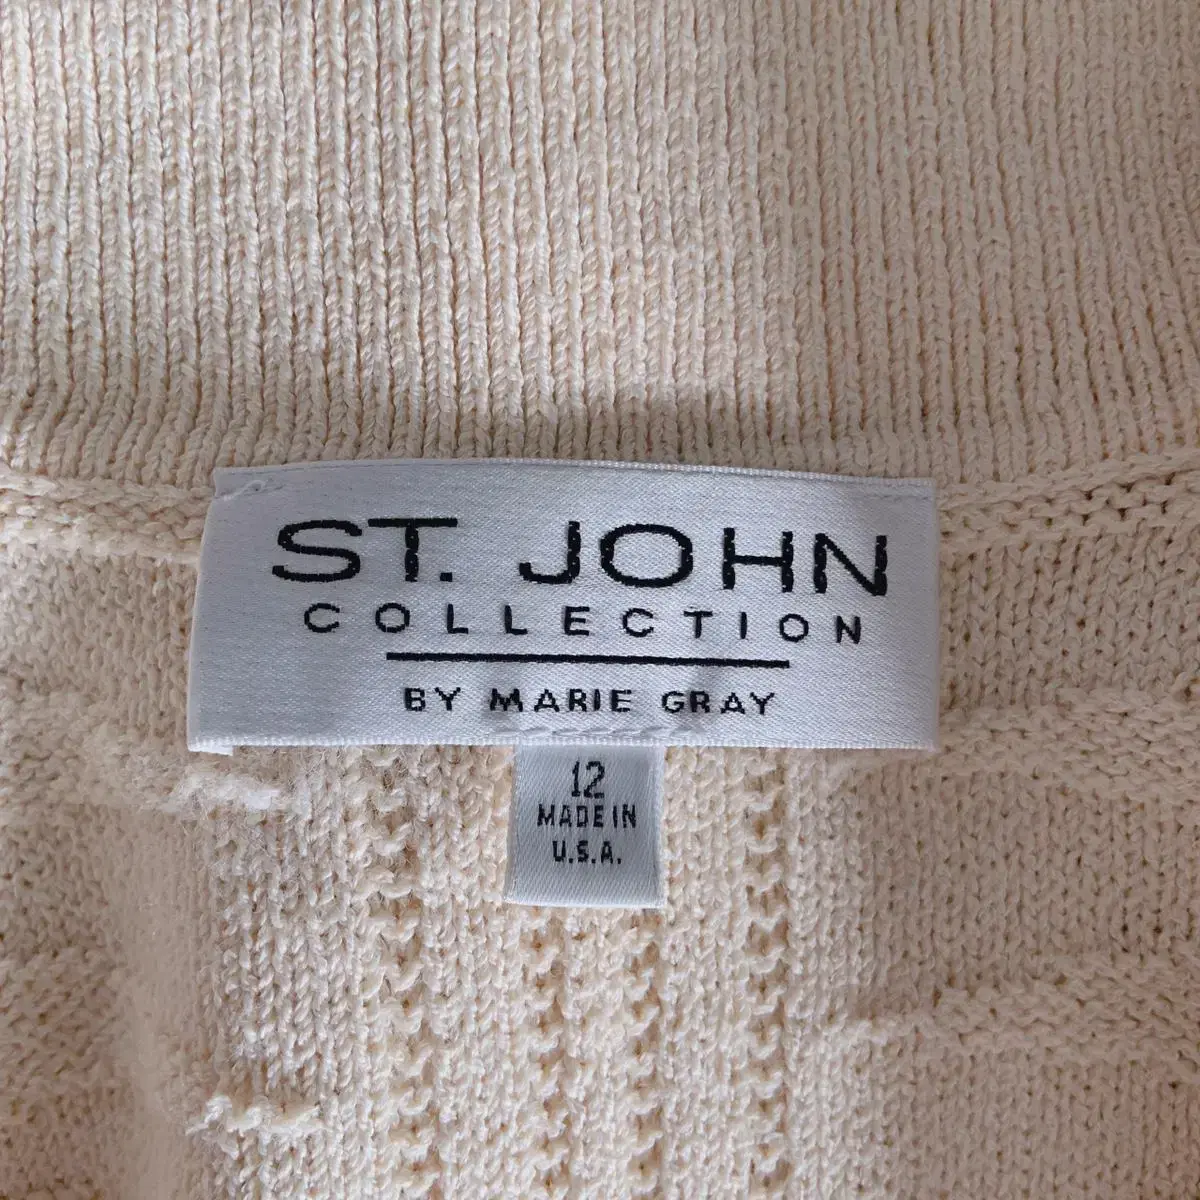 ST. JOHN
COLLECTION
BY MARIE GRAY
12
MADE IN
U.S.A.